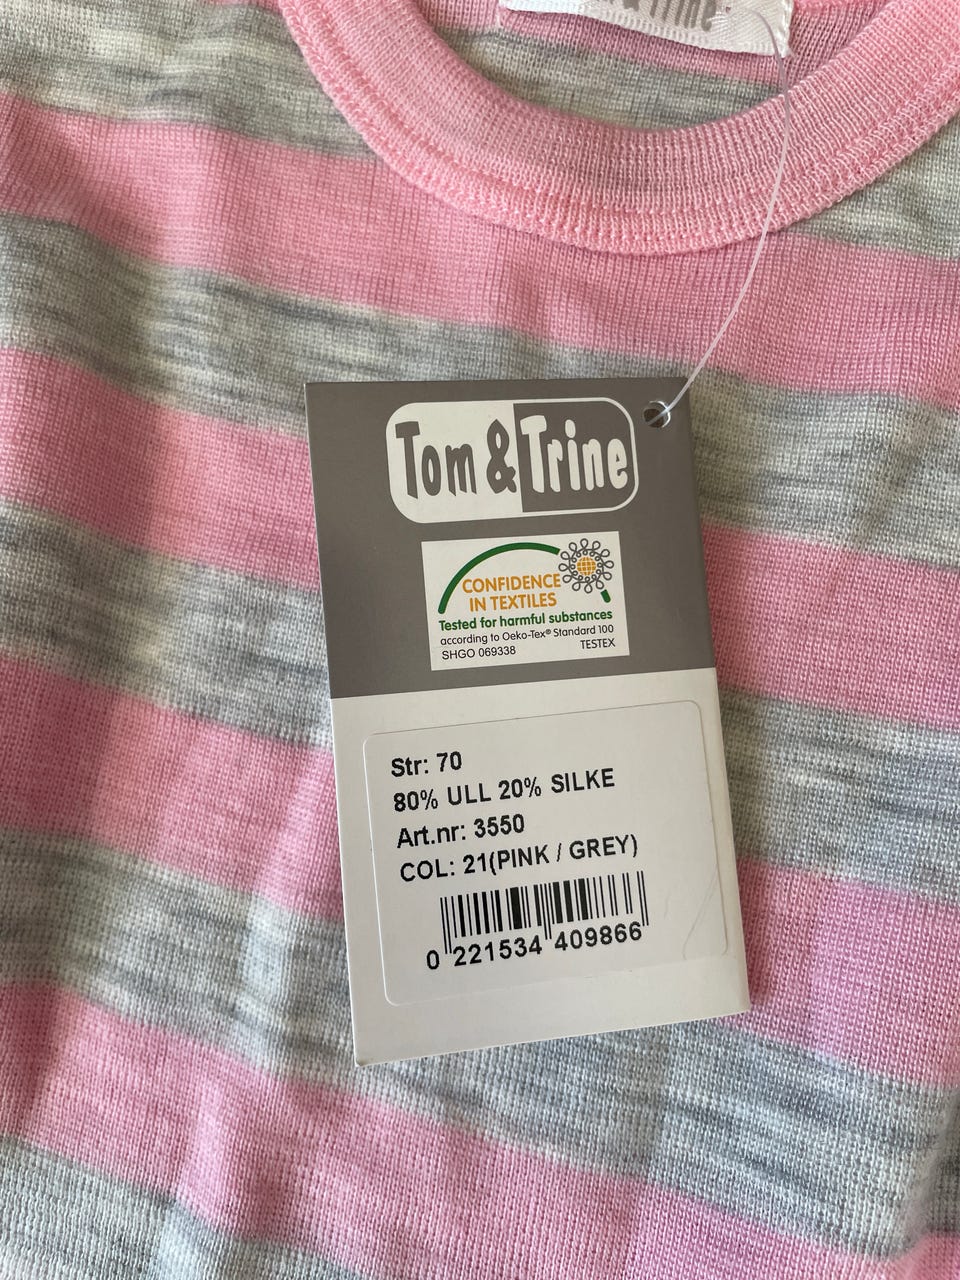 & Trine
Tom & Trine
CONFIDENCE
IN TEXTILES
Tested for harmful substances
according to Oeko-Tex® Standard 100
SHGO 069338 TESTEX
Str: 70
80% ULL 20% SILKE
Art.nr: 3550
COL: 21(PINK / GREY)
0 221534 409866